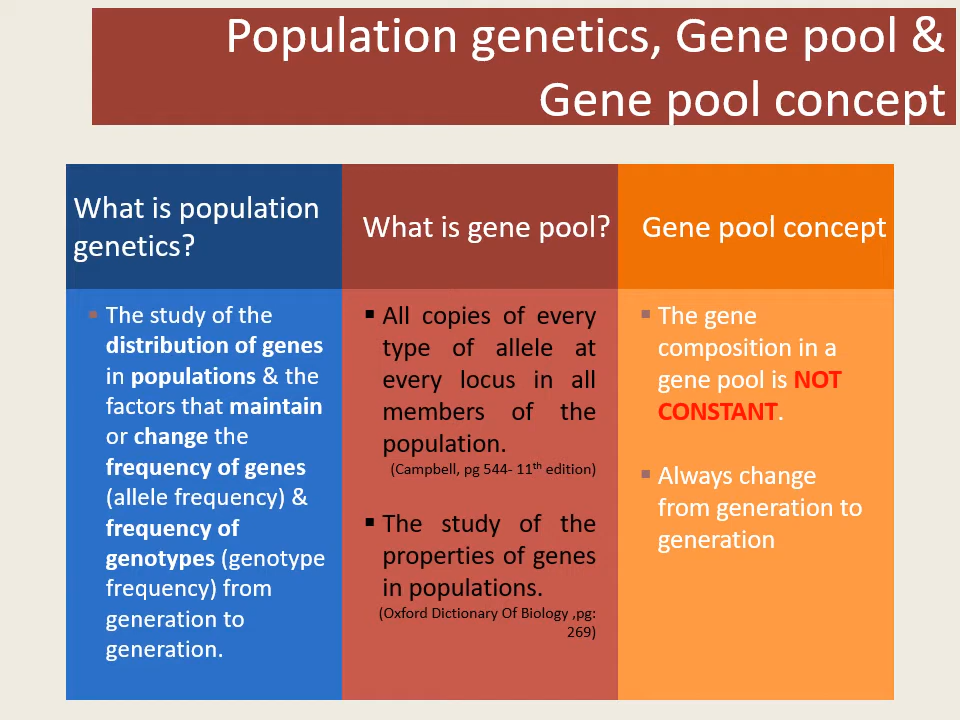 Population genetics, Gene pool &
Gene pool concept
What is population
genetics?
▪ The study of the
distribution of genes
in populations & the
factors that maintain
or change the
frequency of genes
(allele frequency) &
frequency of
genotypes (genotype
frequency) from
generation to
generation.
What is gene pool?
▪ All copies of every
type of allele at
every locus in all
members of the
population.
(Campbell, pg 544- 11th edition)
▪ The study of the
properties of genes
in populations.
(Oxford Dictionary Of Biology ,pg:
269)
Gene pool concept
▪ The gene
composition in a
gene pool is NOT
CONSTANT.
▪ Always change
from generation to
generation